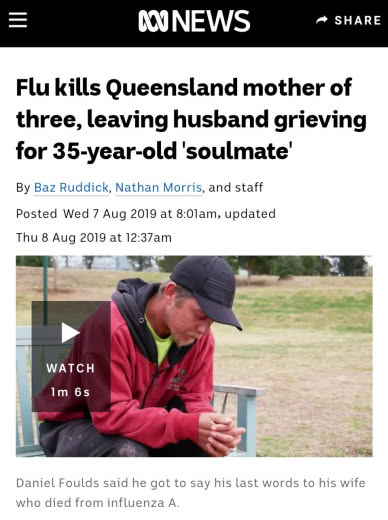 NEWS
SHARE
Flu kills Queensland mother of
three, leaving husband grieving
for 35-year-old 'soulmate'
By Baz Ruddick, Nathan Morris, and staff
Posted Wed 7 Aug 2019 at 8:01am, updated
Thu 8 Aug 2019 at 12:37am
WATCH
1m 6s
Daniel Foulds said he got to say his last words to his wife
who died from influenza A.